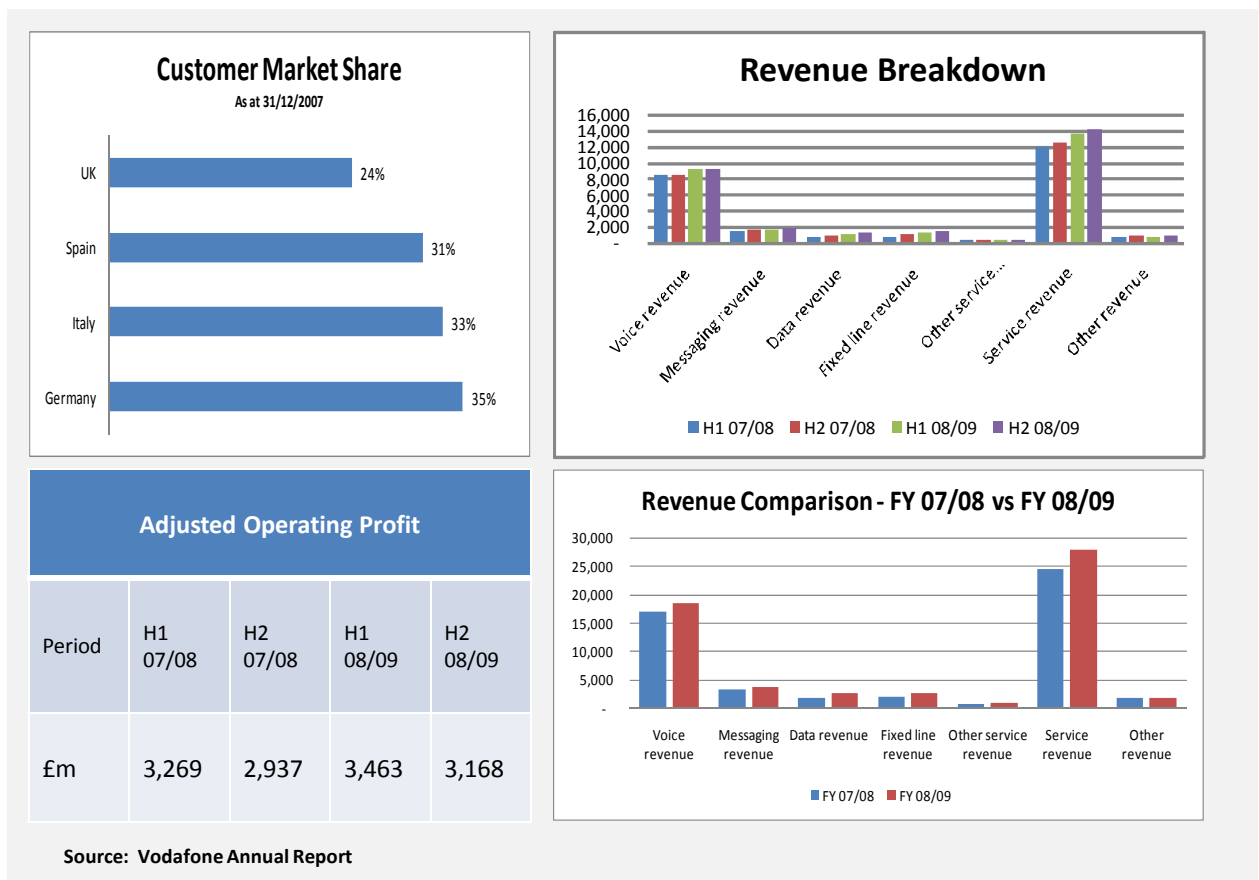 Customer Market Share
As at 31/12/2007
UK
24%
Spain
31%
Italy
33%
Germany
35%
Revenue Breakdown
16,000
14,000
12,000
10,000
8,000
6,000
4,000
2,000
-
Voice revenue
Messaging revenue
Data revenue
Fixed line revenue
Other service...
Service revenue
Other revenue
H1 07/08 H2 07/08 H1 08/09 H2 08/09
Adjusted Operating Profit
Period H1 07/08 H2 07/08 H1 08/09 H2 08/09
£m 3,269 2,937 3,463 3,168
Revenue Comparison - FY 07/08 vs FY 08/09
30,000
25,000
20,000
15,000
10,000
5,000
-
Voice revenue
Messaging revenue
Data revenue
Fixed line revenue
Other service revenue
Service revenue
Other revenue
FY 07/08 FY 08/09
Source: Vodafone Annual Report